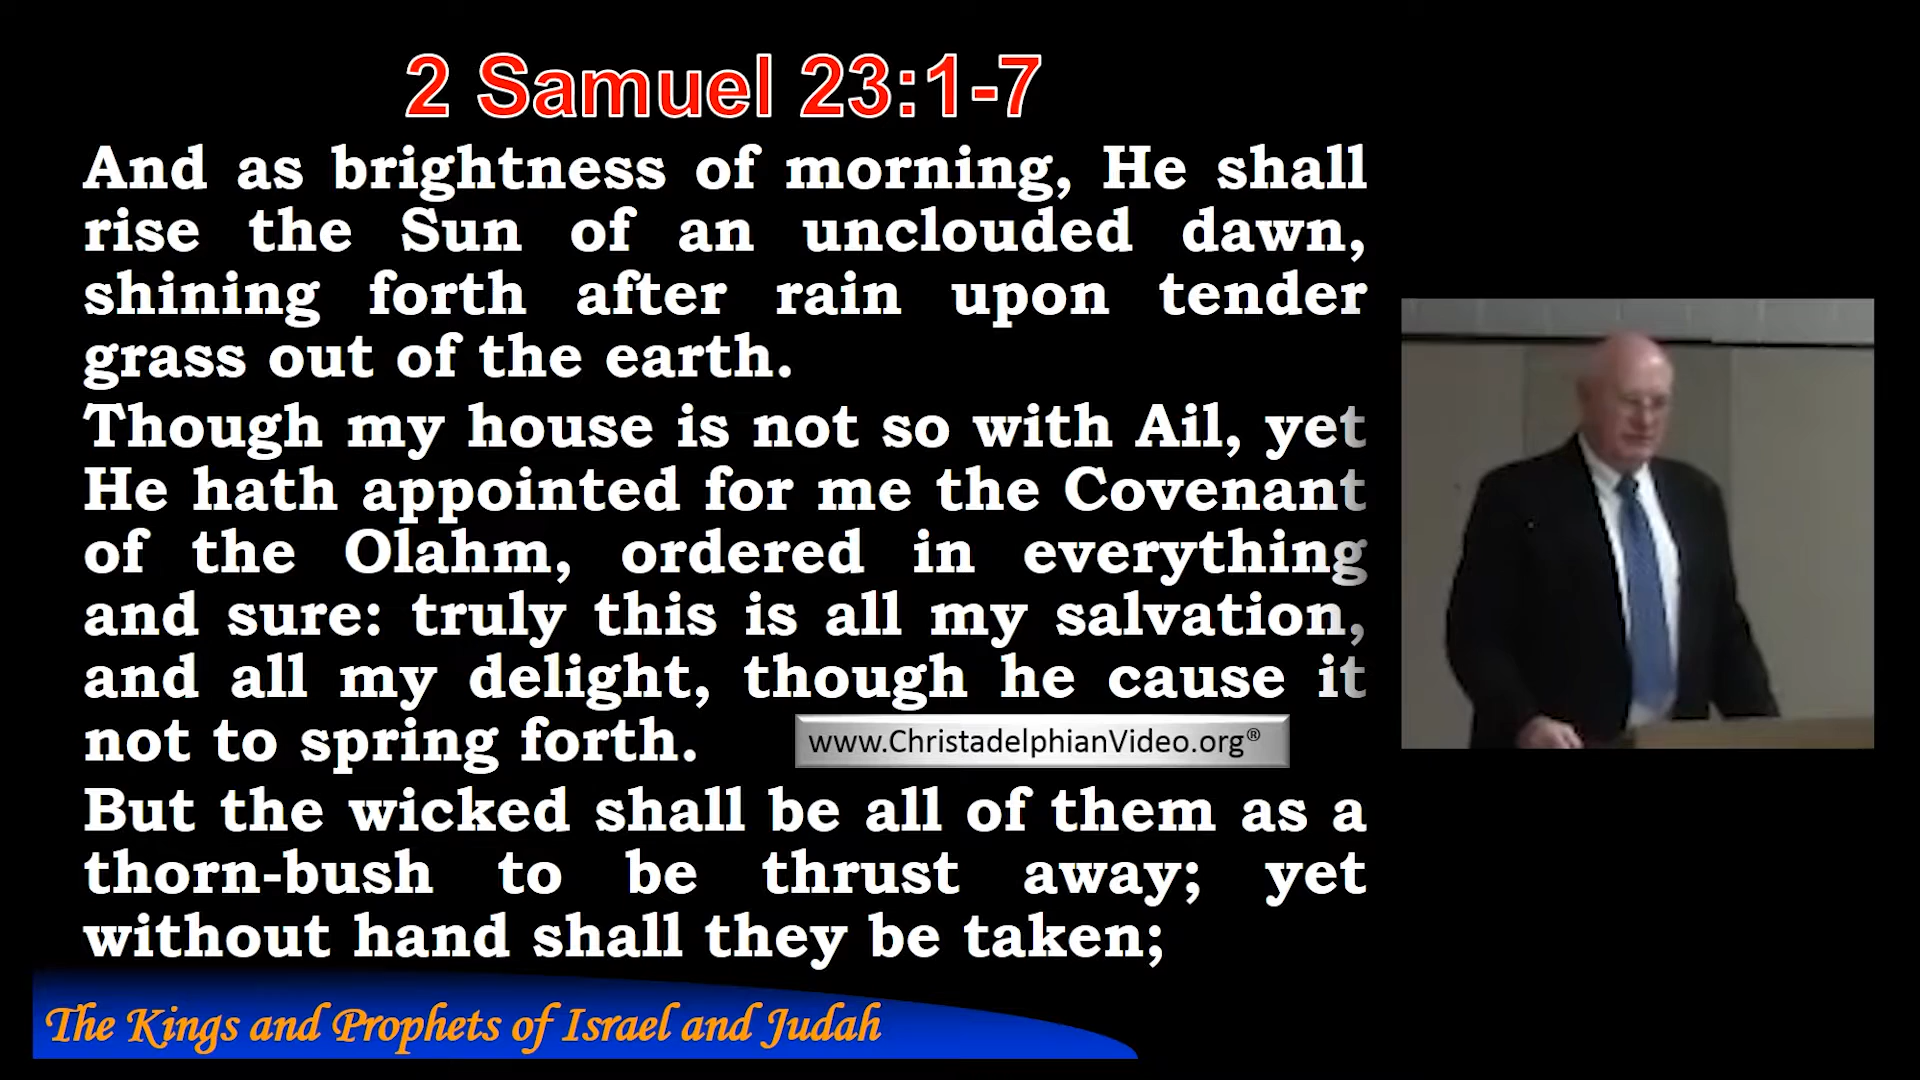 2 Samuel 23:1-7
And as brightness of morning, He shall
rise the Sun of an unclouded dawn,
shining forth after rain upon tender
grass out of the earth.
Though my house is not so with Ail, yet
He hath appointed for me the Covenant
of the Olahm, ordered in everything
and sure: truly this is all my salvation,
and all my delight, though he cause it
not to spring forth.
www.ChristadelphianVideo.org®
But the wicked shall be all of them as a
thorn-bush to be thrust away; yet
without hand shall they be taken;
The Kings and Prophets of Israel and Judah